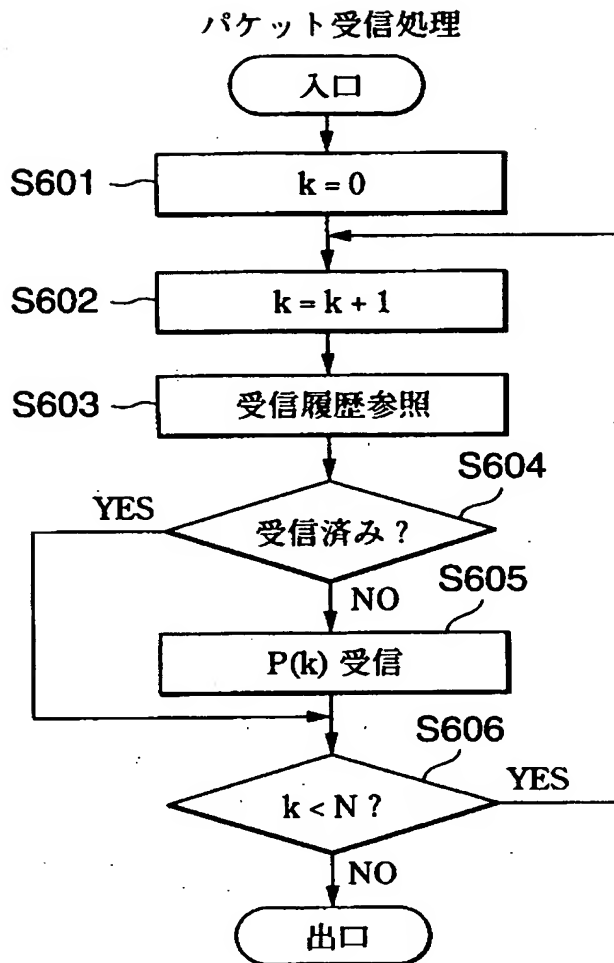 パケット受信処理
入口
S601
k = 0
S602
k = k + 1
S603
受信履歴参照
S604
YES
受信済み?
NO
S605
P(k) 受信
S606
k < N ?
YES
NO
出口